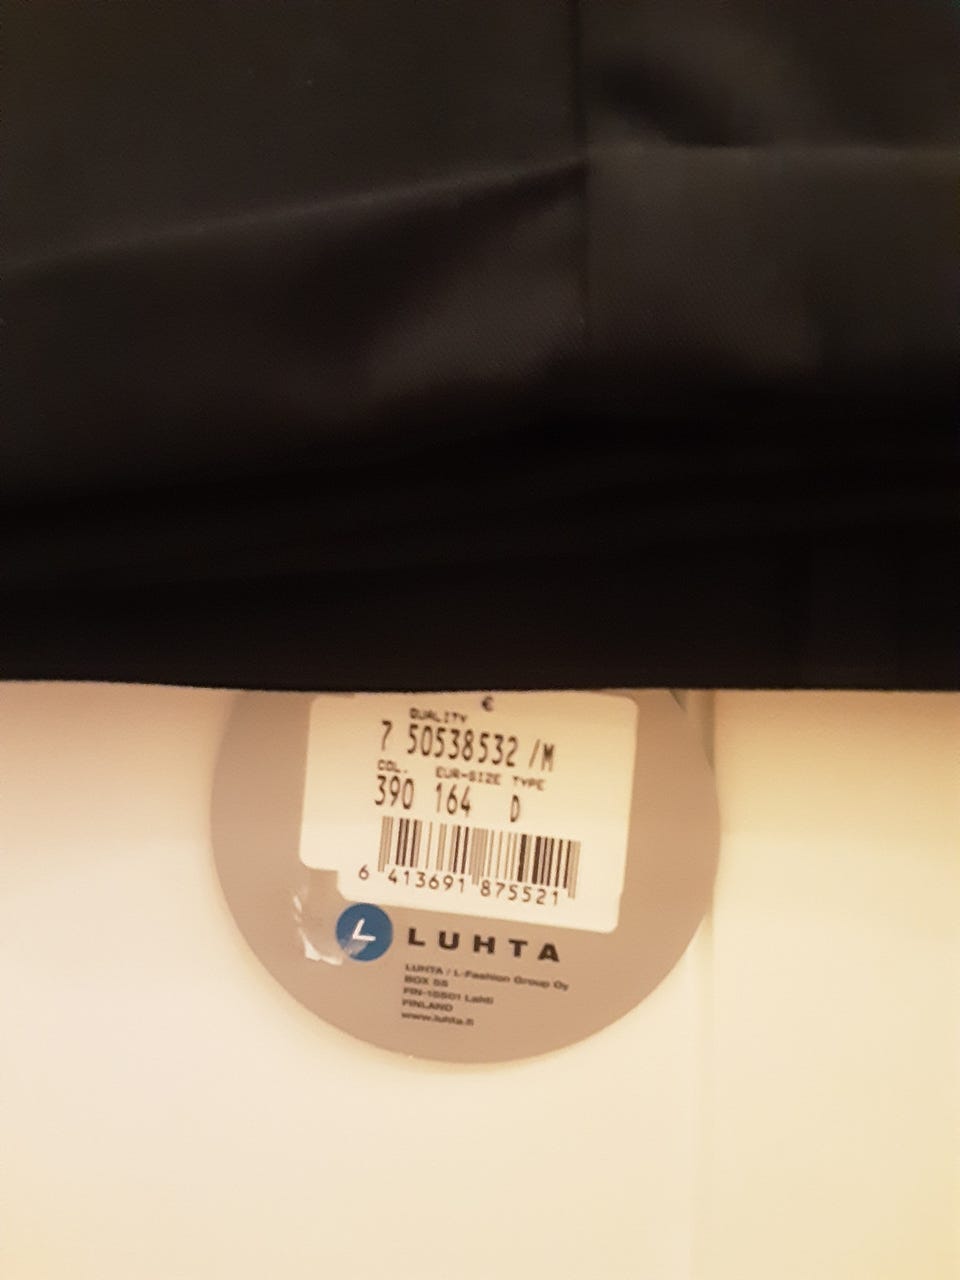 €
QUALITY
7 50538532 /M
COL. EUR-SIZE TYPE
390 164 D
6 413691 875521
L LUHTA
LUHTA / L-Fashion Group Oy
BOX 55
FIN-15501 Lahti
FINLAND
www.luhta.fi